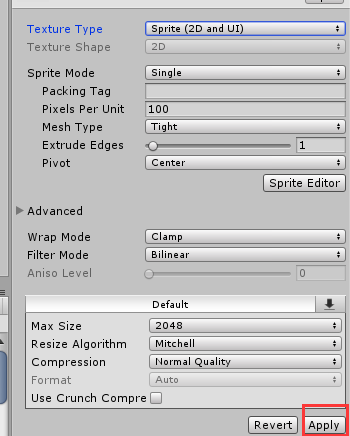 Texture Type Sprite (2D and UI)
Texture Shape 2D
Sprite Mode Single
Packing Tag
Pixels Per Unit 100
Mesh Type Tight
Extrude Edges 1
Pivot Center
Sprite Editor
Advanced
Wrap Mode Clamp
Filter Mode Bilinear
Aniso Level 0
Default
Max Size 2048
Resize Algorithm Mitchell
Compression Normal Quality
Format Auto
Use Crunch Compre
Revert Apply